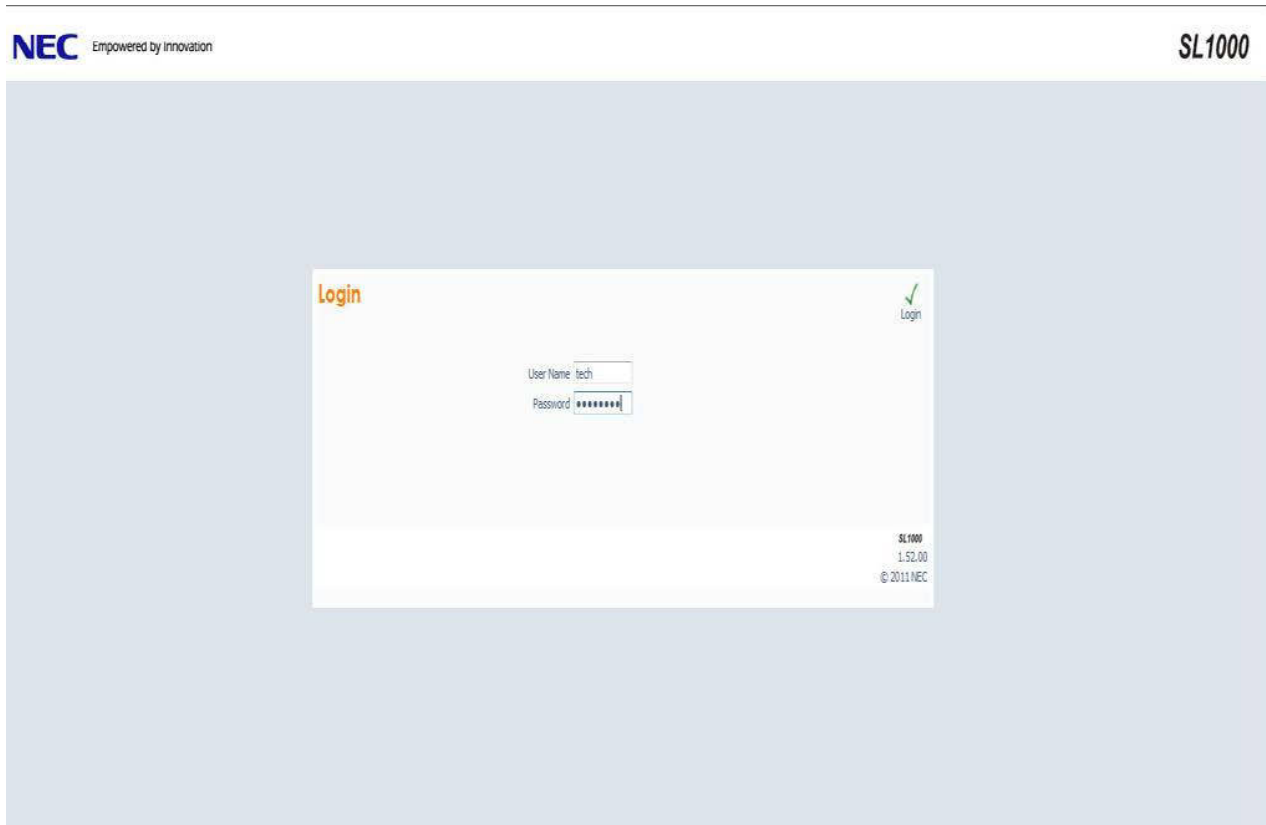 NEC Empowered by Innovation
SL1000
Login
Login
User Name tech
Password ••••••••
SL1000
1.52.00
© 2011 NEC